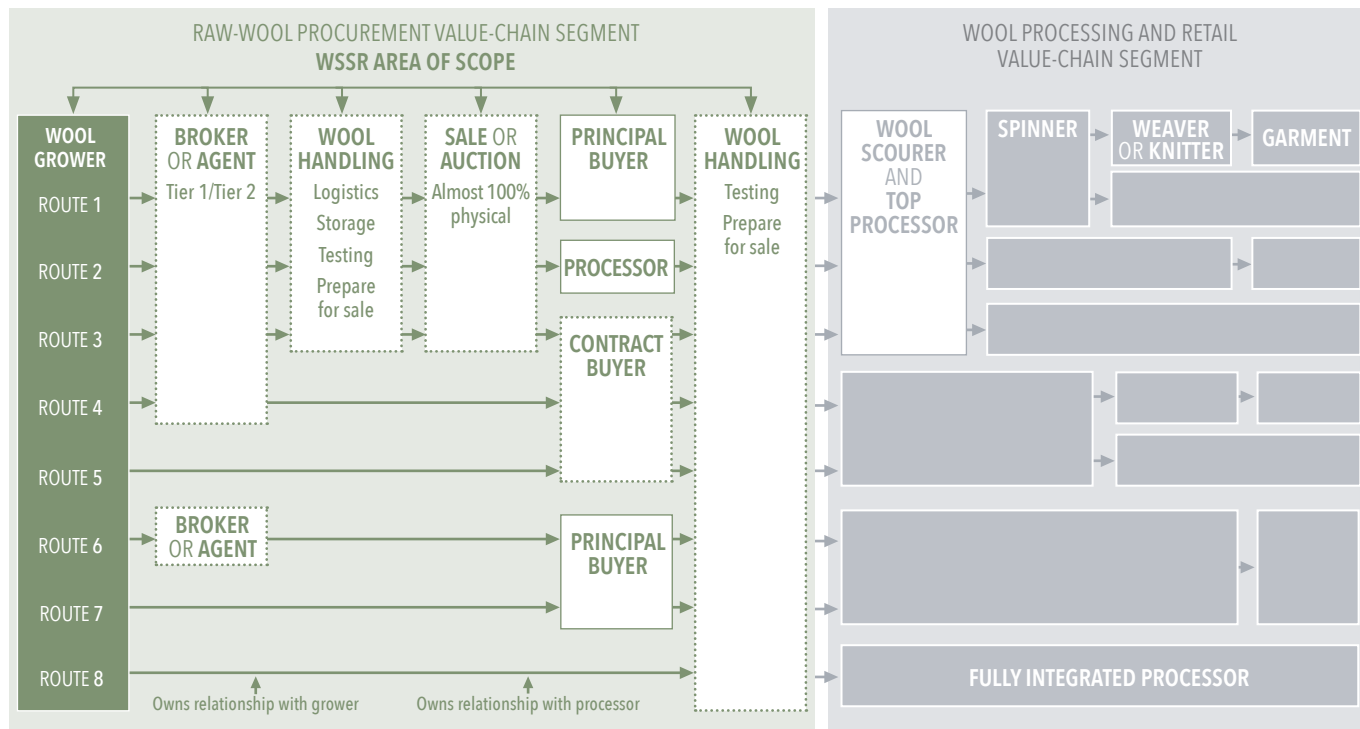 RAW-WOOL PROCUREMENT VALUE-CHAIN SEGMENT
WSSR AREA OF SCOPE
WOOL
GROWER
ROUTE 1
ROUTE 2
ROUTE 3
ROUTE 4
ROUTE 5
ROUTE 6
ROUTE 7
ROUTE 8
BROKER
OR AGENT
Tier 1/Tier 2
WOOL
HANDLING
Logistics
Storage
Testing
Prepare
for sale
SALE OR
AUCTION
Almost 100%
physical
PRINCIPAL
BUYER
PROCESSOR
CONTRACT
BUYER
BROKER
OR AGENT
PRINCIPAL
BUYER
WOOL
HANDLING
Testing
Prepare
for sale
Owns relationship with grower
Owns relationship with processor
WOOL PROCESSING AND RETAIL
VALUE-CHAIN SEGMENT
WOOL
SCOURER
AND
TOP
PROCESSOR
SPINNER
WEAVER
OR KNITTER
GARMENT
FULLY INTEGRATED PROCESSOR